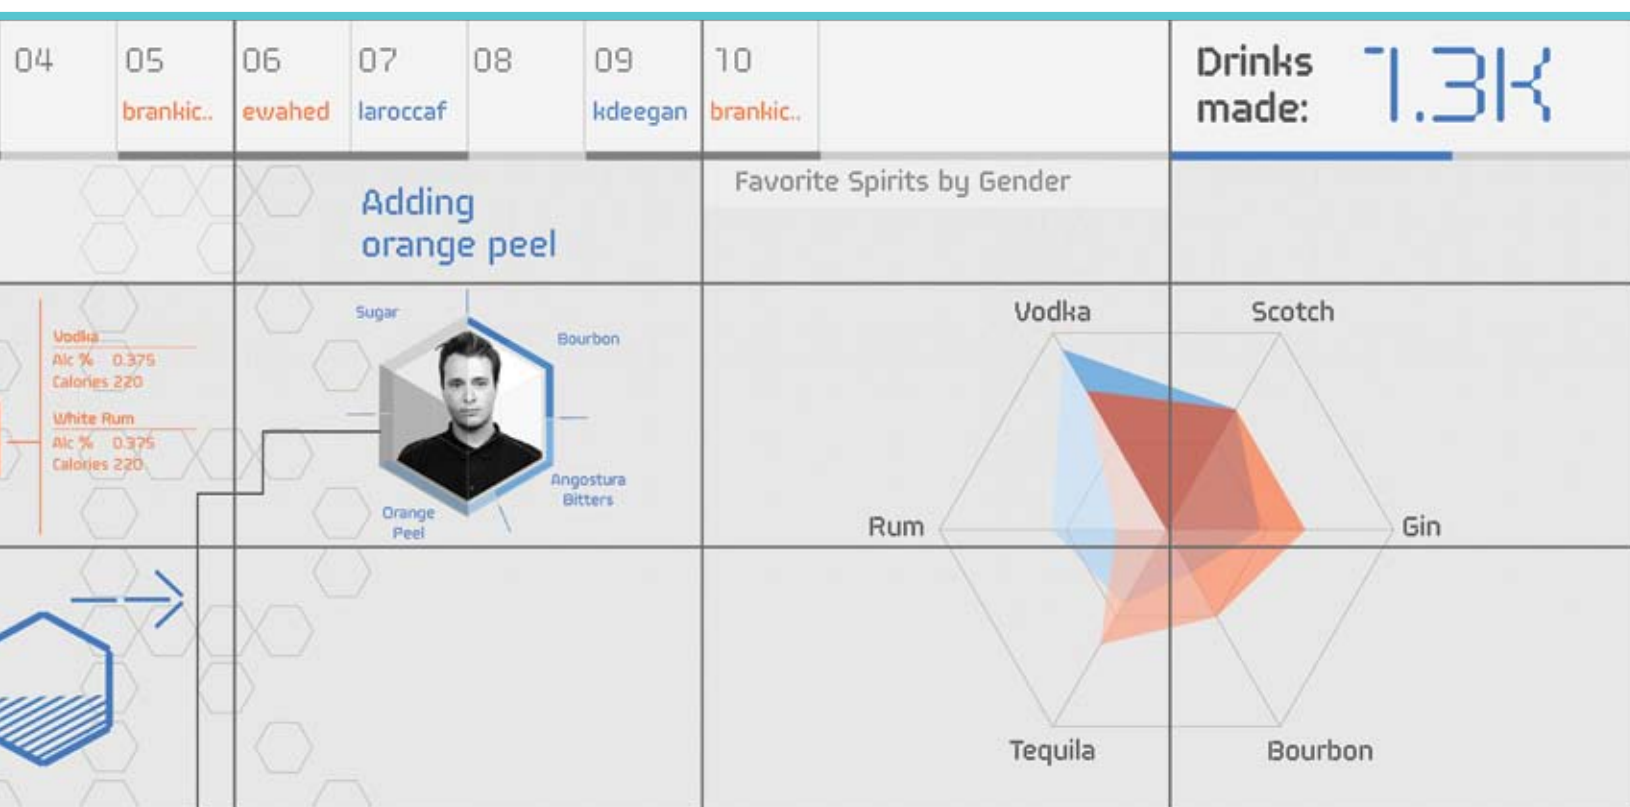 04 05 06 07 08 09 10
brankic.. ewahed laroccaf kdeegan brankic..
Drinks
made:
1.3K
Favorite Spirits by Gender
Adding
orange peel
Vodka
Alc % 0.375
Calories 220
White Rum
Alc % 0.375
Calories 220
Sugar
Bourbon
Angostura
Bitters
Orange
Peel
Vodka
Scotch
Rum
Gin
Tequila
Bourbon